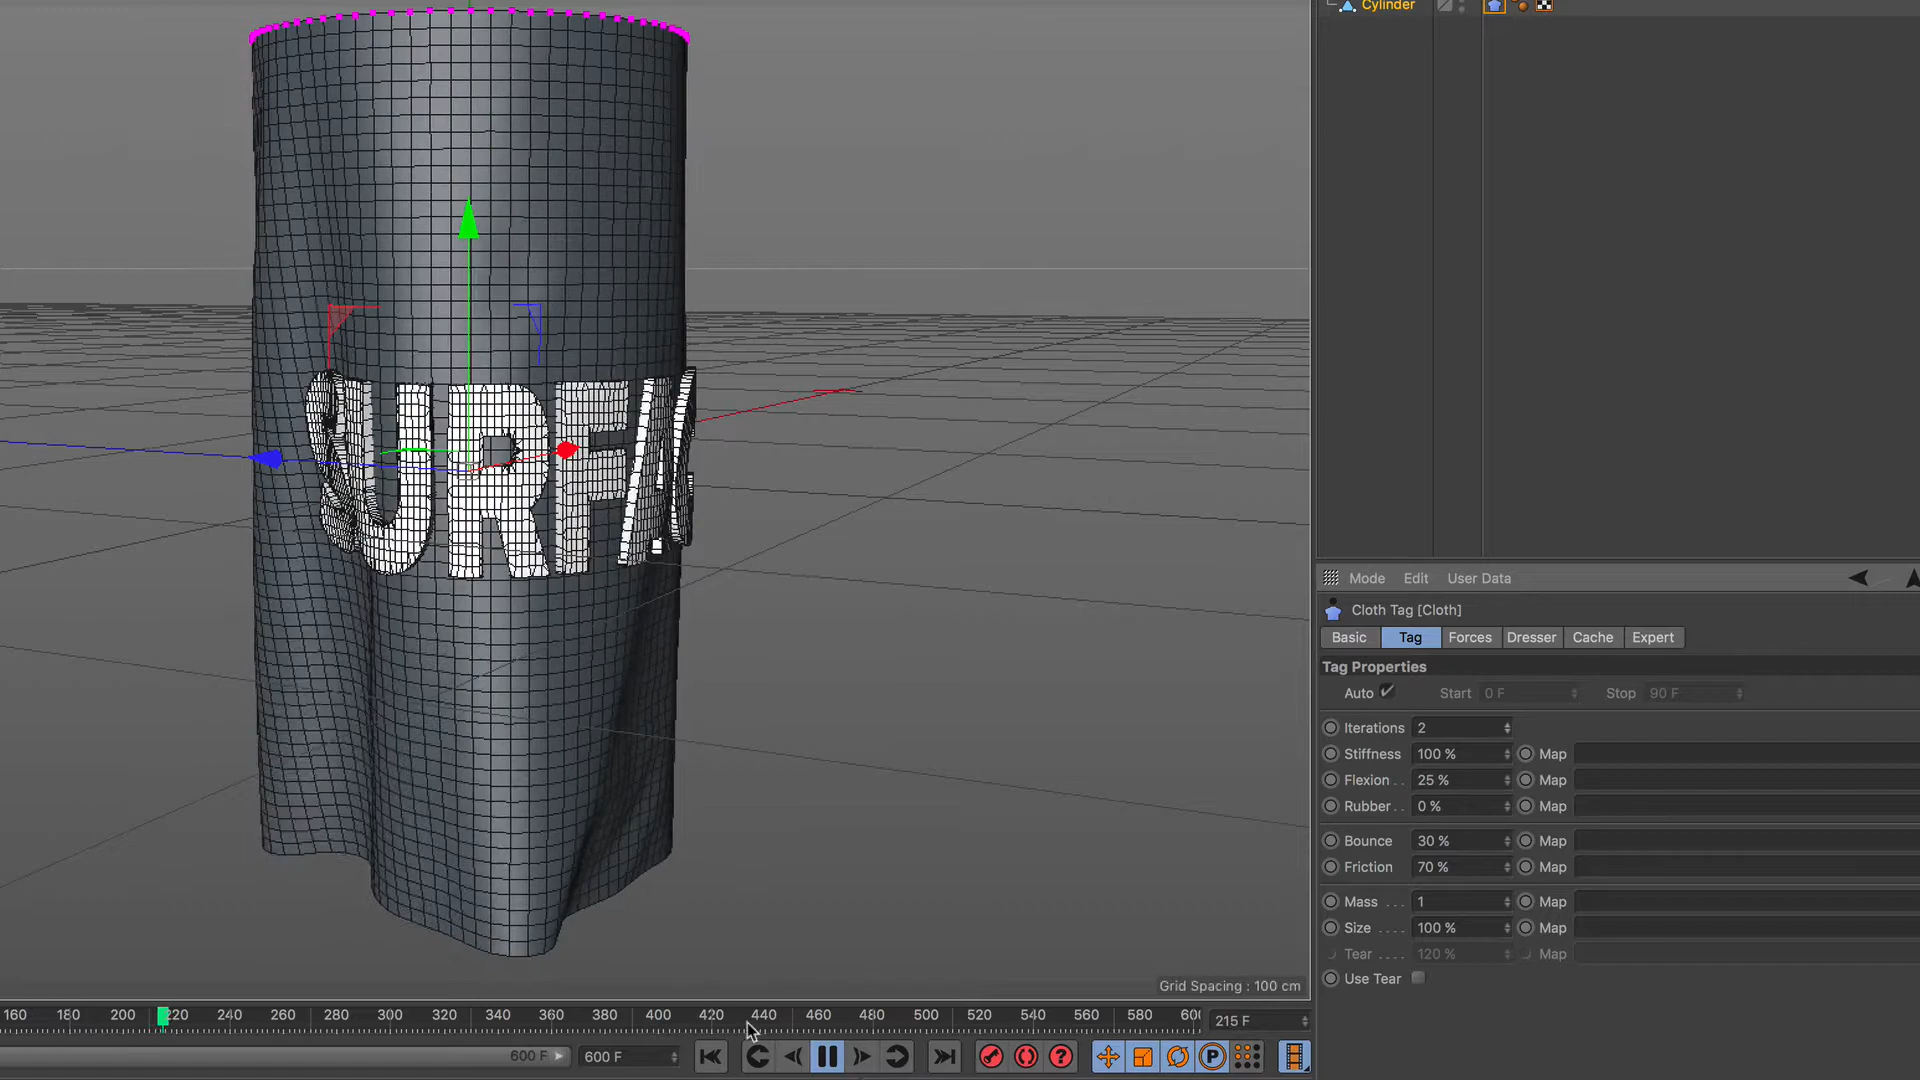 Cylinder
SURFA
Mode Edit User Data
Cloth Tag [Cloth]
Basic Tag Forces Dresser Cache Expert
Tag Properties
Auto Start 0 F Stop 90 F
Iterations 2
Stiffness 100 % Map
Flexion . . 25 % Map
Rubber . . 0 % Map
Bounce 30 % Map
Friction 70 % Map
Mass . . . 1 Map
Size . . . . 100 % Map
Tear . . . . 120 % Map
Use Tear
Grid Spacing : 100 cm
160 180 200 220 240 260 280 300 320 340 360 380 400 420 440 460 480 500 520 540 560 580 600 215 F
600 F 600 F